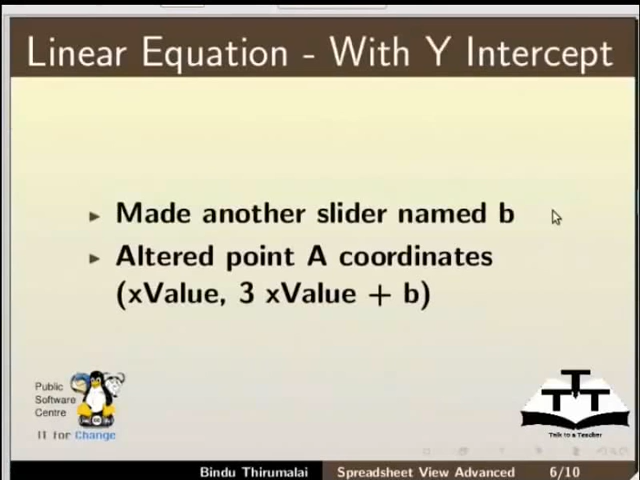 Linear Equation - With Y Intercept
Made another slider named b
Altered point A coordinates
(xValue, 3 xValue + b)
Public
Software
Centre
IT for Change
TTT
Talk to a Teacher
Bindu Thirumalai Spreadsheet View Advanced 6/10